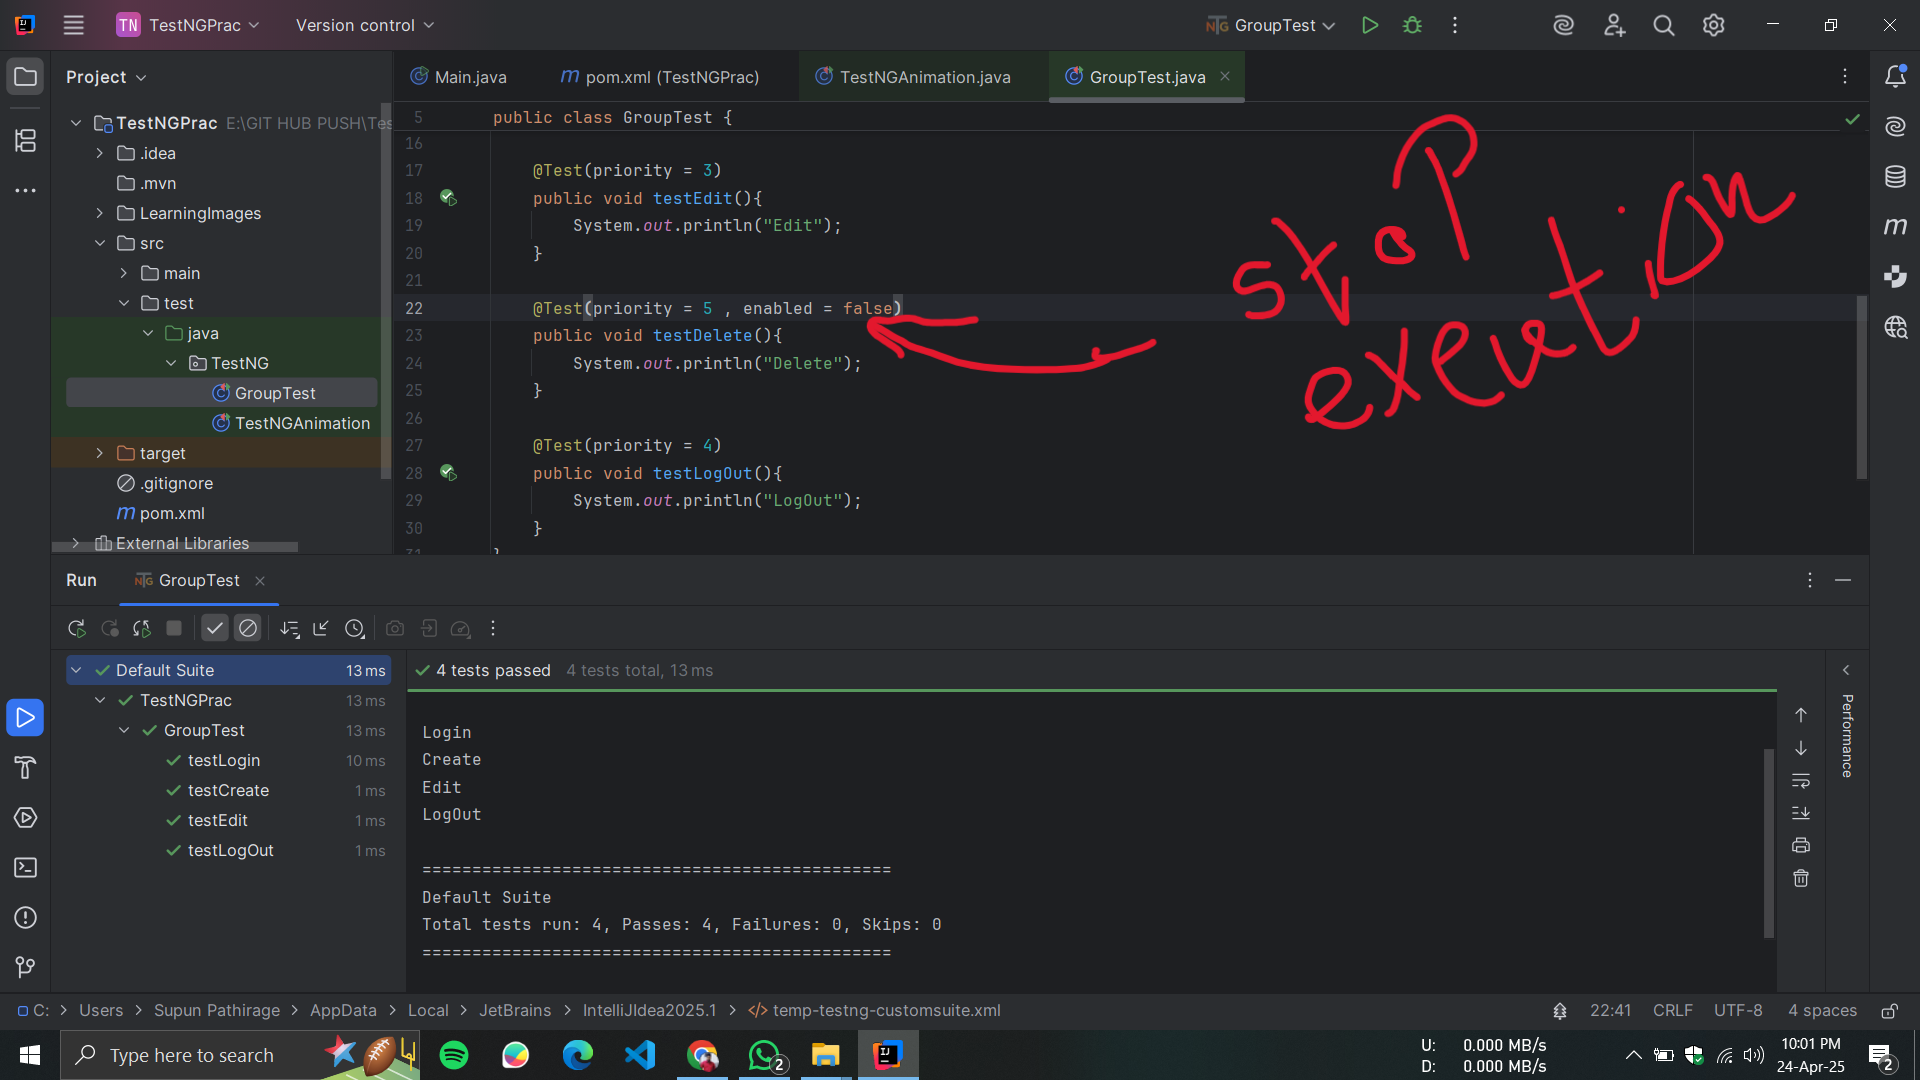 TN TestNGPrac Version control GroupTest
Project
Main.java pom.xml (TestNGPrac) TestNGAnimation.java GroupTest.java
TestNGPrac E:\GIT HUB PUSH\Tes
.idea
.mvn
LearningImages
src
main
test
java
TestNG
GroupTest
TestNGAnimation
target
.gitignore
pom.xml
External Libraries
5 public class GroupTest {
16
17 @Test(priority = 3)
18 public void testEdit(){
19 System.out.println("Edit");
20 }
21
22 @Test(priority = 5 , enabled = false)
23 public void testDelete(){
24 System.out.println("Delete");
25 }
26
27 @Test(priority = 4)
28 public void testLogOut(){
29 System.out.println("LogOut");
30 }
31 }
stop
execution
Run GroupTest
Default Suite 13 ms
TestNGPrac 13 ms
GroupTest 13 ms
testLogin 10 ms
testCreate 1 ms
testEdit 1 ms
testLogOut 1 ms
4 tests passed 4 tests total, 13 ms
Login
Create
Edit
LogOut
===============================================
Default Suite
Total tests run: 4, Passes: 4, Failures: 0, Skips: 0
===============================================
Performance
C: > Users > Supun Pathirage > AppData > Local > JetBrains > IntelliJIdea2025.1 > temp-testng-customsuite.xml 22:41 CRLF UTF-8 4 spaces
Type here to search
2
U: 0.000 MB/s
D: 0.000 MB/s
10:01 PM
24-Apr-25
2